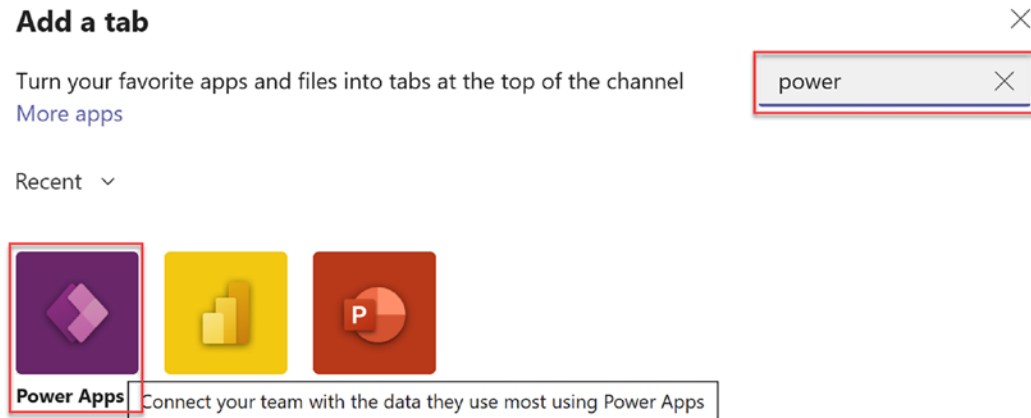 Add a tab
Turn your favorite apps and files into tabs at the top of the channel
More apps
power
Recent
P
Power Apps
Connect your team with the data they use most using Power Apps